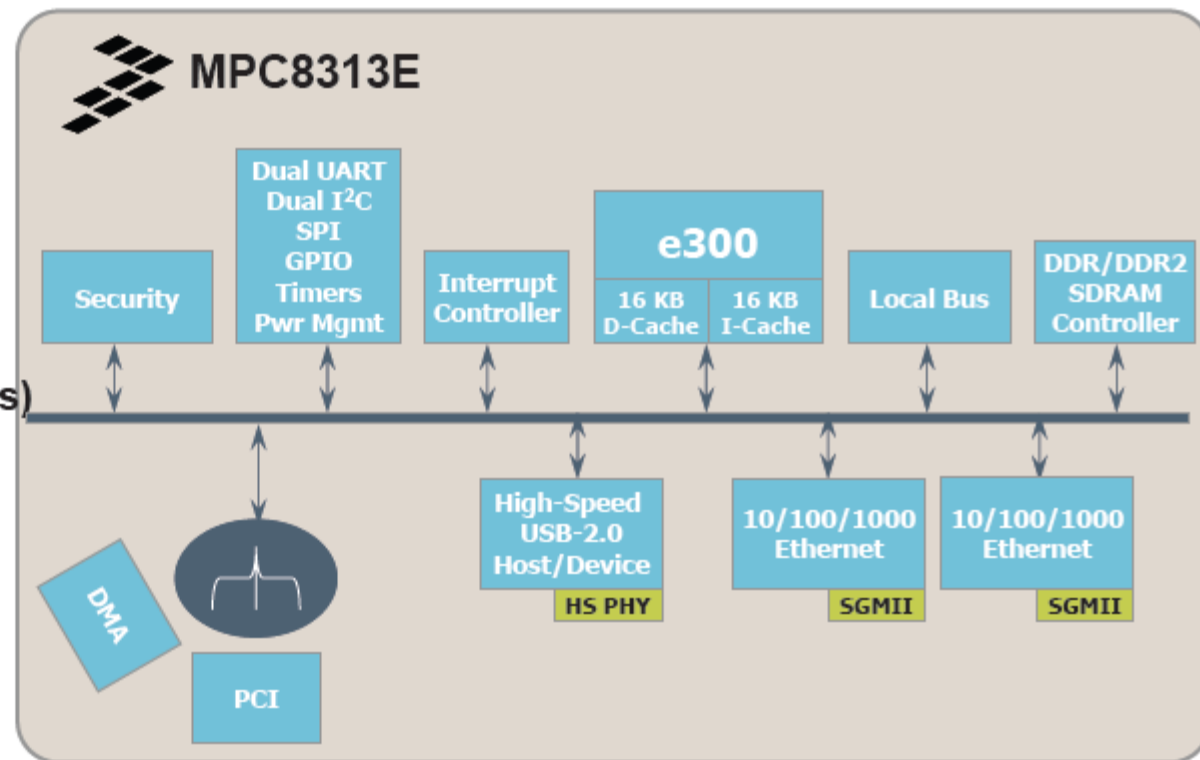 MPC8313E
Dual UART
Dual I²C
SPI
GPIO
Timers
Pwr Mgmt
Security
Interrupt
Controller
e300
16 KB
D-Cache
16 KB
I-Cache
Local Bus
DDR/DDR2
SDRAM
Controller
s)
High-Speed
USB-2.0
Host/Device
HS PHY
10/100/1000
Ethernet
SGMII
10/100/1000
Ethernet
SGMII
DMA
PCI